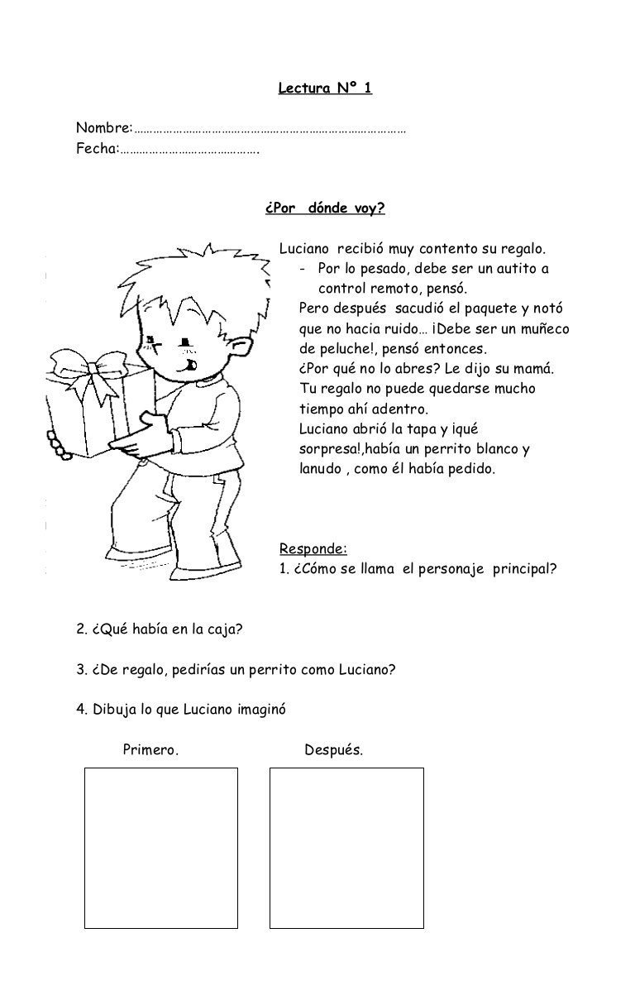 Lectura Nº 1
Nombre:……………………………………………………………………………
Fecha:…………………………………….
¿Por dónde voy?
Luciano recibió muy contento su regalo.
- Por lo pesado, debe ser un autito a
control remoto, pensó.
Pero después sacudió el paquete y notó
que no hacia ruido… ¡Debe ser un muñeco
de peluche!, pensó entonces.
¿Por qué no lo abres? Le dijo su mamá.
Tu regalo no puede quedarse mucho
tiempo ahí adentro.
Luciano abrió la tapa y ¡qué
sorpresa!,había un perrito blanco y
lanudo , como él había pedido.
Responde:
1. ¿Cómo se llama el personaje principal?
2. ¿Qué había en la caja?
3. ¿De regalo, pedirías un perrito como Luciano?
4. Dibuja lo que Luciano imaginó
Primero. Después.